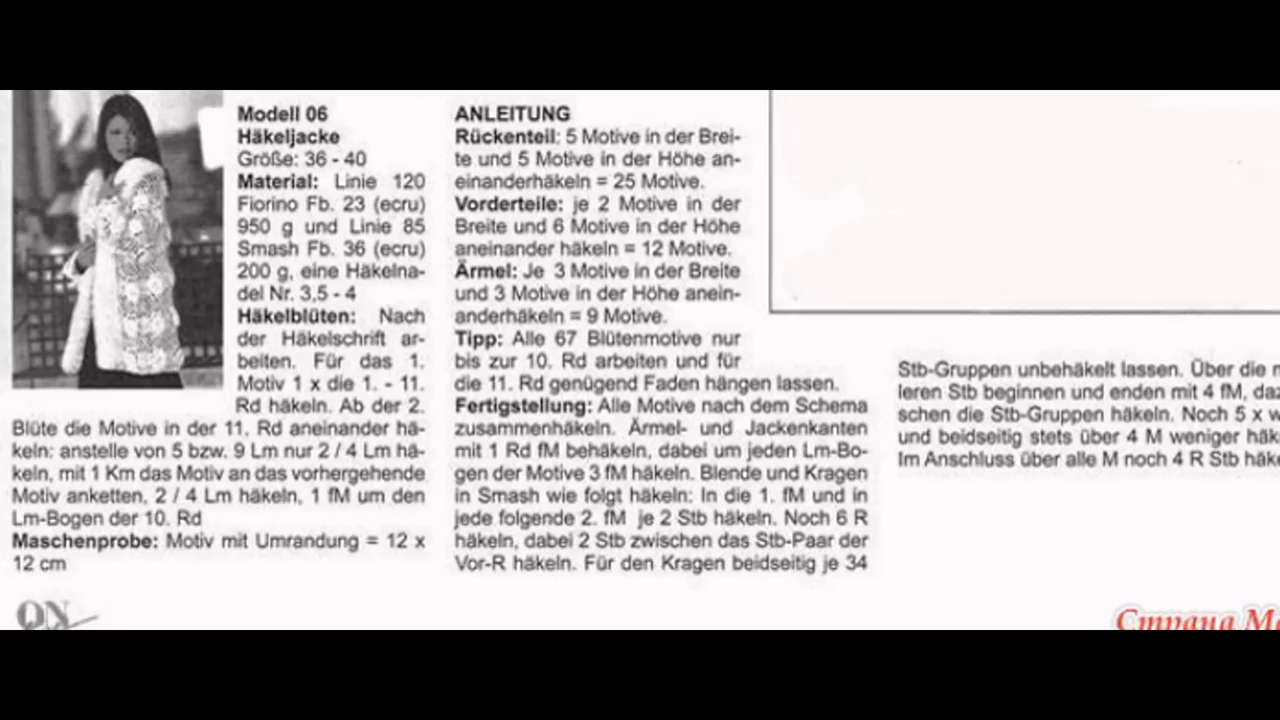 Modell 06
Häkeljacke
Größe: 36 - 40
Material: Linie 120
Fiorino Fb. 23 (ecru)
950 g und Linie 85
Smash Fb. 36 (ecru)
200 g, eine Häkelna-
del Nr. 3,5 - 4
Häkelblüten: Nach
der Häkelschrift ar-
beiten. Für das 1.
Motiv 1 x die 1. - 11.
Rd häkeln. Ab der 2.
Blüte die Motive in der 11. Rd aneinander hä-
keln: anstelle von 5 bzw. 9 Lm nur 2 / 4 Lm hä-
keln, mit 1 Km das Motiv an das vorhergehende
Motiv anketten, 2 / 4 Lm häkeln, 1 fM um den
Lm-Bogen der 10. Rd
Maschenprobe: Motiv mit Umrandung = 12 x
12 cm
ANLEITUNG
Rückenteil: 5 Motive in der Brei-
te und 5 Motive in der Höhe an-
einanderhäkeln = 25 Motive.
Vorderteile: je 2 Motive in der
Breite und 6 Motive in der Höhe
aneinander häkeln = 12 Motive.
Ärmel: Je 3 Motive in der Breite
und 3 Motive in der Höhe anein-
anderhäkeln = 9 Motive.
Tipp: Alle 67 Blütenmotive nur
bis zur 10. Rd arbeiten und für
die 11. Rd genügend Faden hängen lassen.
Fertigstellung: Alle Motive nach dem Schema
zusammenhäkeln. Ärmel- und Jackenkanten
mit 1 Rd fM behäkeln, dabei um jeden Lm-Bo-
gen der Motive 3 fM häkeln. Blende und Kragen
in Smash wie folgt häkeln: In die 1. fM und in
jede folgende 2. fM je 2 Stb häkeln. Noch 6 R
häkeln, dabei 2 Stb zwischen das Stb-Paar der
Vor-R häkeln. Für den Kragen beidseitig je 34
Stb-Gruppen unbehäkelt lassen. Über die
leren Stb beginnen und enden mit 4 fM,
schen die Stb-Gruppen häkeln. Noch 5 x
und beidseitig stets über 4 M weniger
Im Anschluss über alle M noch 4 R Stb
ON
Страна